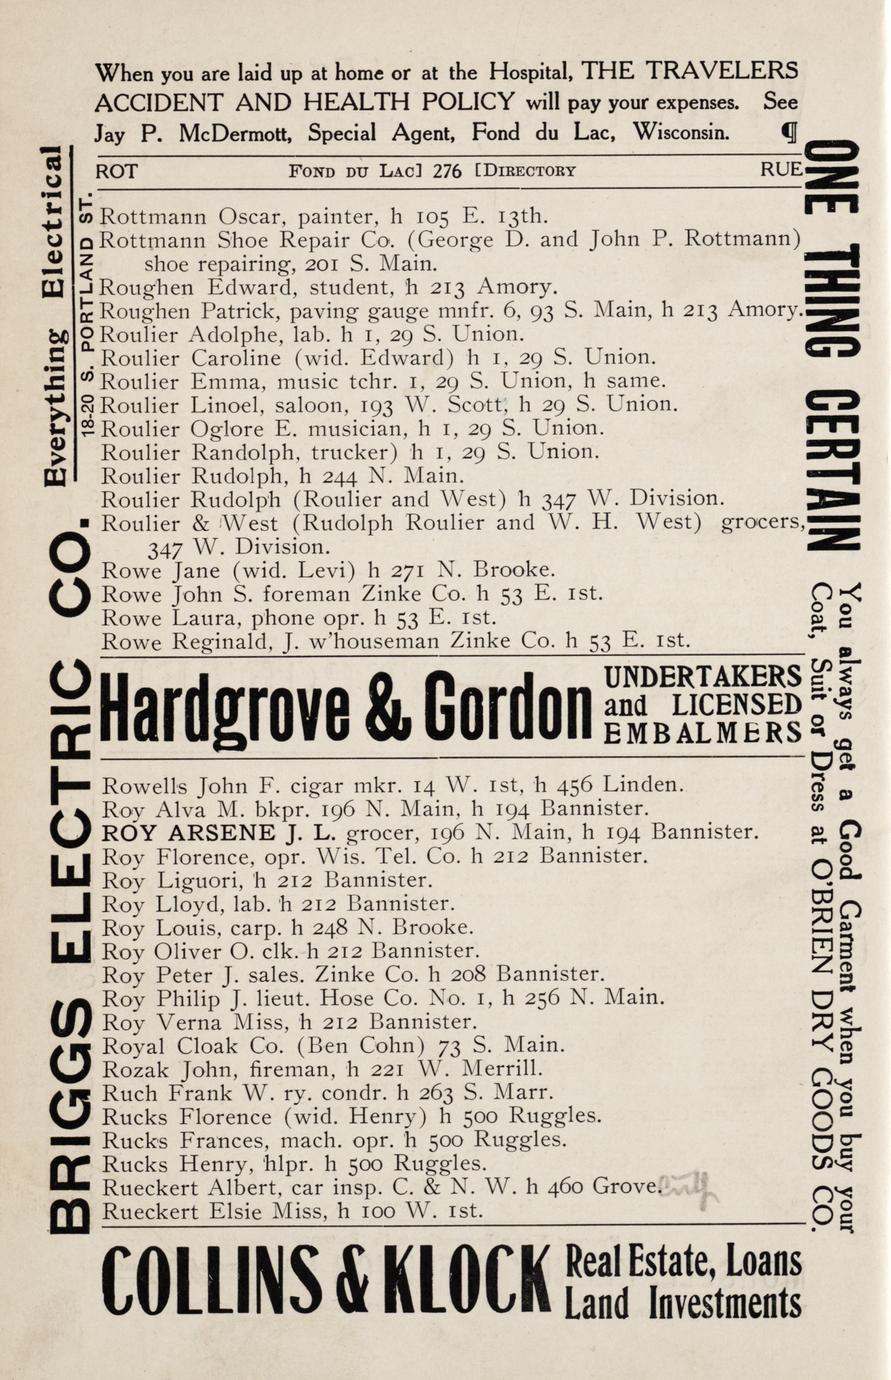 When you are laid up at home or at the Hospital, THE TRAVELERS
ACCIDENT AND HEALTH POLICY will pay your expenses. See
Jay P. McDermott, Special Agent, Fond du Lac, Wisconsin. ¶
ROT FOND DU LAC] 276 [DIRECTORY RUE
Rottmann Oscar, painter, h 105 E. 13th.
Rottmann Shoe Repair Co. (George D. and John P. Rottmann)
shoe repairing, 201 S. Main.
Roughen Edward, student, h 213 Amory.
Roughen Patrick, paving gauge mnfr. 6, 93 S. Main, h 213 Amory.
Roulier Adolphe, lab. h 1, 29 S. Union.
Roulier Caroline (wid. Edward) h 1, 29 S. Union.
Roulier Emma, music tchr. 1, 29 S. Union, h same.
Roulier Linoel, saloon, 193 W. Scott, h 29 S. Union.
Roulier Oglore E. musician, h 1, 29 S. Union.
Roulier Randolph, trucker) h 1, 29 S. Union.
Roulier Rudolph, h 244 N. Main.
Roulier Rudolph (Roulier and West) h 347 W. Division.
Roulier & West (Rudolph Roulier and W. H. West) grocers,
347 W. Division.
Rowe Jane (wid. Levi) h 271 N. Brooke.
Rowe John S. foreman Zinke Co. h 53 E. 1st.
Rowe Laura, phone opr. h 53 E. 1st.
Rowe Reginald, J. w'houseman Zinke Co. h 53 E. 1st.
Hardgrove & Gordon UNDERTAKERS
and LICENSED
EMBALMERS
Rowells John F. cigar mkr. 14 W. 1st, h 456 Linden.
Roy Alva M. bkpr. 196 N. Main, h 194 Bannister.
ROY ARSENE J. L. grocer, 196 N. Main, h 194 Bannister.
Roy Florence, opr. Wis. Tel. Co. h 212 Bannister.
Roy Liguori, h 212 Bannister.
Roy Lloyd, lab. h 212 Bannister.
Roy Louis, carp. h 248 N. Brooke.
Roy Oliver O. clk. h 212 Bannister.
Roy Peter J. sales. Zinke Co. h 208 Bannister.
Roy Philip J. lieut. Hose Co. No. 1, h 256 N. Main.
Roy Verna Miss, h 212 Bannister.
Royal Cloak Co. (Ben Cohn) 73 S. Main.
Rozak John, fireman, h 221 W. Merrill.
Ruch Frank W. ry. condr. h 263 S. Marr.
Rucks Florence (wid. Henry) h 500 Ruggles.
Rucks Frances, mach. opr. h 500 Ruggles.
Rucks Henry, hlpr. h 500 Ruggles.
Rueckert Albert, car insp. C. & N. W. h 460 Grove.
Rueckert Elsie Miss, h 100 W. 1st.
COLLINS & KLOCK Real Estate, Loans
Land Investments
BRIGGS ELECTRIC CO. Everything Electrical
18-20 S. PORTLAND ST.
ONE THING CERTAIN You always get a Good Garment when you buy your
Coat, Suit or Dress at O'BRIEN DRY GOODS CO.